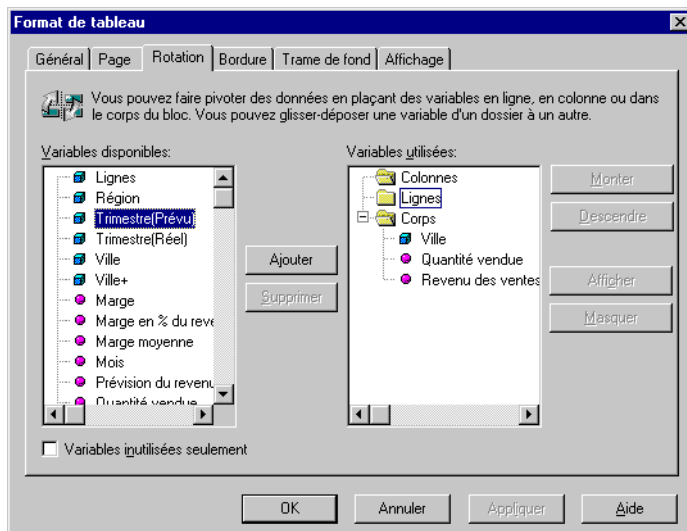 Format de tableau
Général Page Rotation Bordure Trame de fond Affichage
Vous pouvez faire pivoter des données en plaçant des variables en ligne, en colonne ou dans
le corps du bloc. Vous pouvez glisser-déposer une variable d'un dossier à un autre.
Variables disponibles:
Lignes
Région
Trimestre(Prévu)
Trimestre(Réel)
Ville
Ville+
Marge
Marge en % du reve
Marge moyenne
Mois
Prévision du revenu
Quantité vendue
Variables inutilisées seulement
Ajouter
Supprimer
Variables utilisées:
Colonnes
Lignes
Corps
Ville
Quantité vendue
Revenu des ventes
Monter
Descendre
Afficher
Masquer
OK Annuler Appliquer Aide